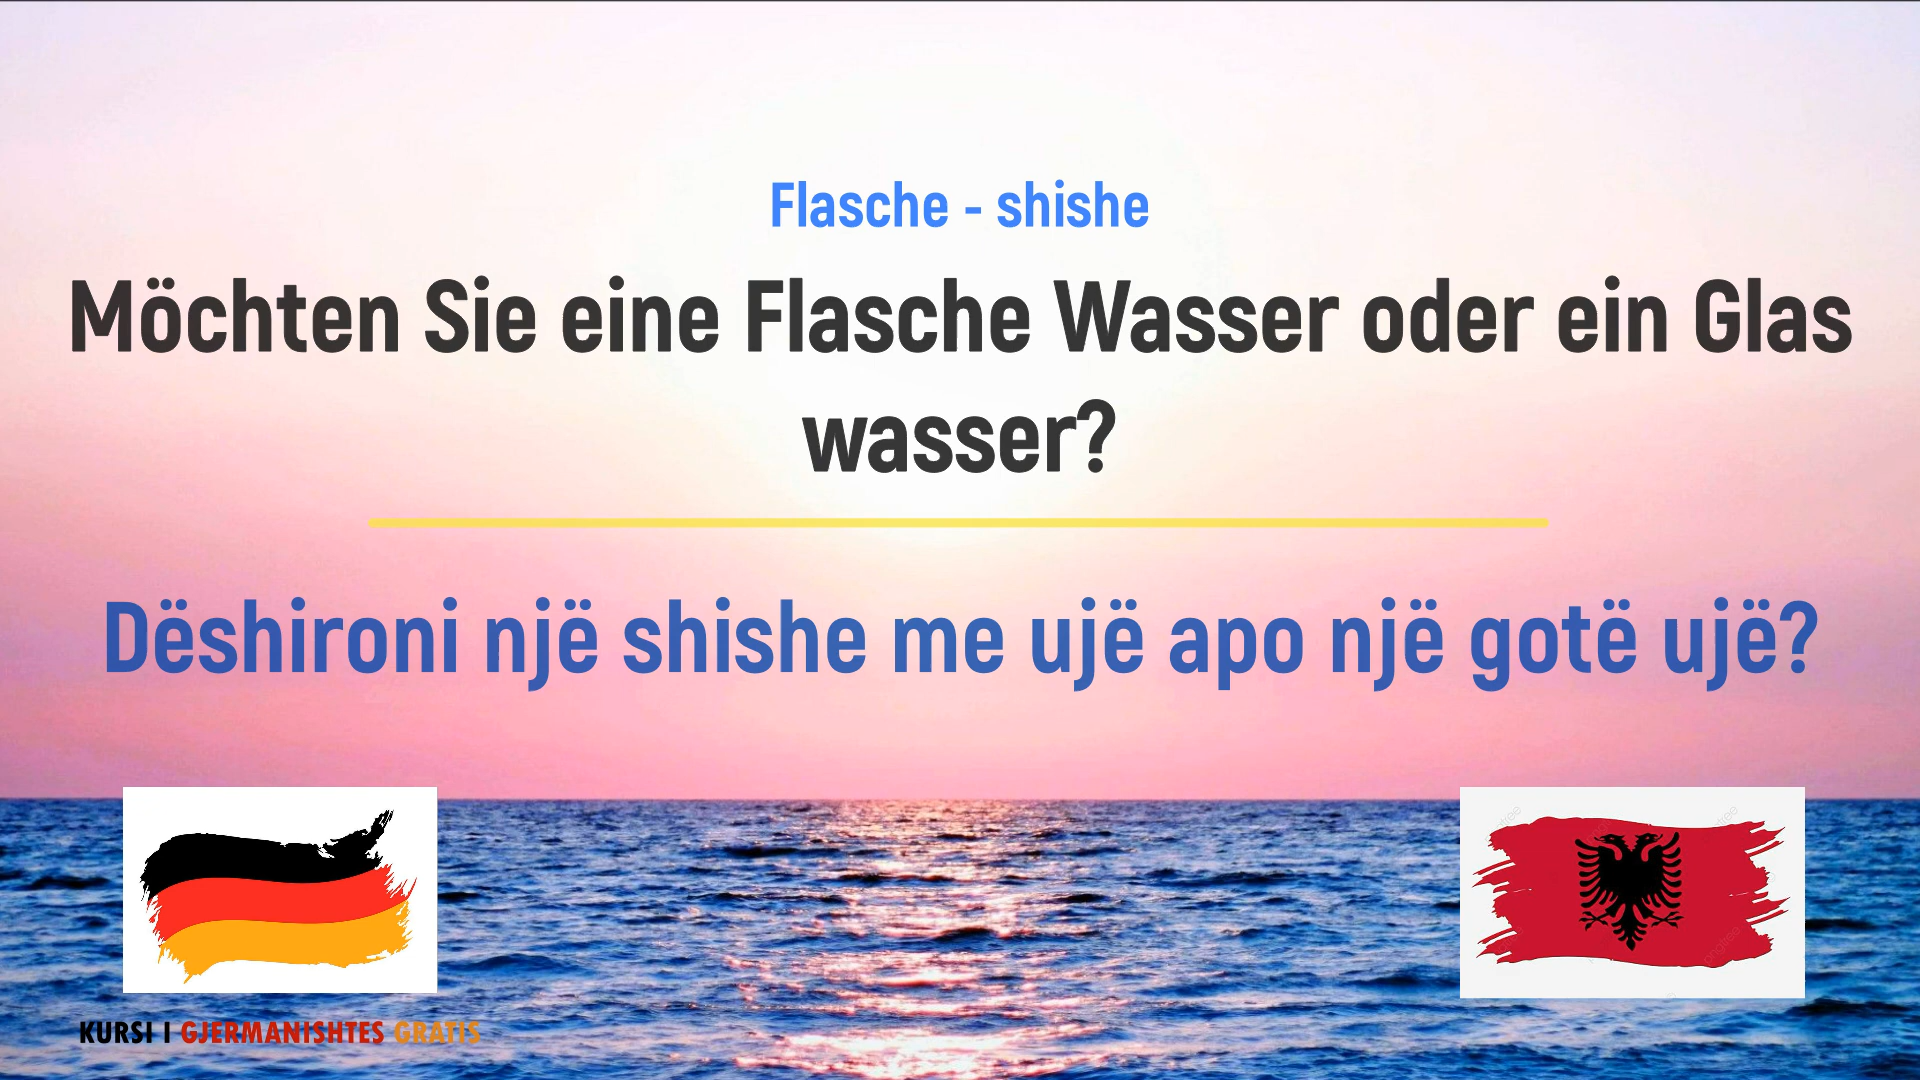 Flasche - shishe
Möchten Sie eine Flasche Wasser oder ein Glas
wasser?
Dëshironi një shishe me ujë apo një gotë ujë?
KURSI I GJERMANISHTES GRATIS